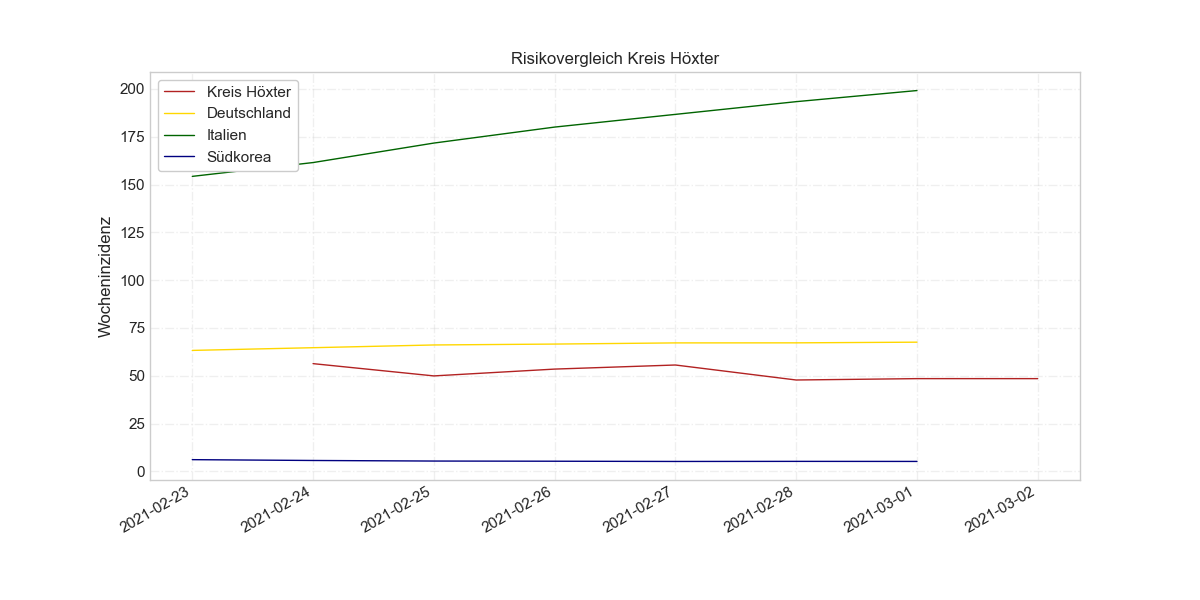 Risikovergleich Kreis Höxter
Kreis Höxter
Deutschland
Italien
Südkorea
Wocheninzidenz
200
175
150
125
100
75
50
25
0
2021-02-23
2021-02-24
2021-02-25
2021-02-26
2021-02-27
2021-02-28
2021-03-01
2021-03-02